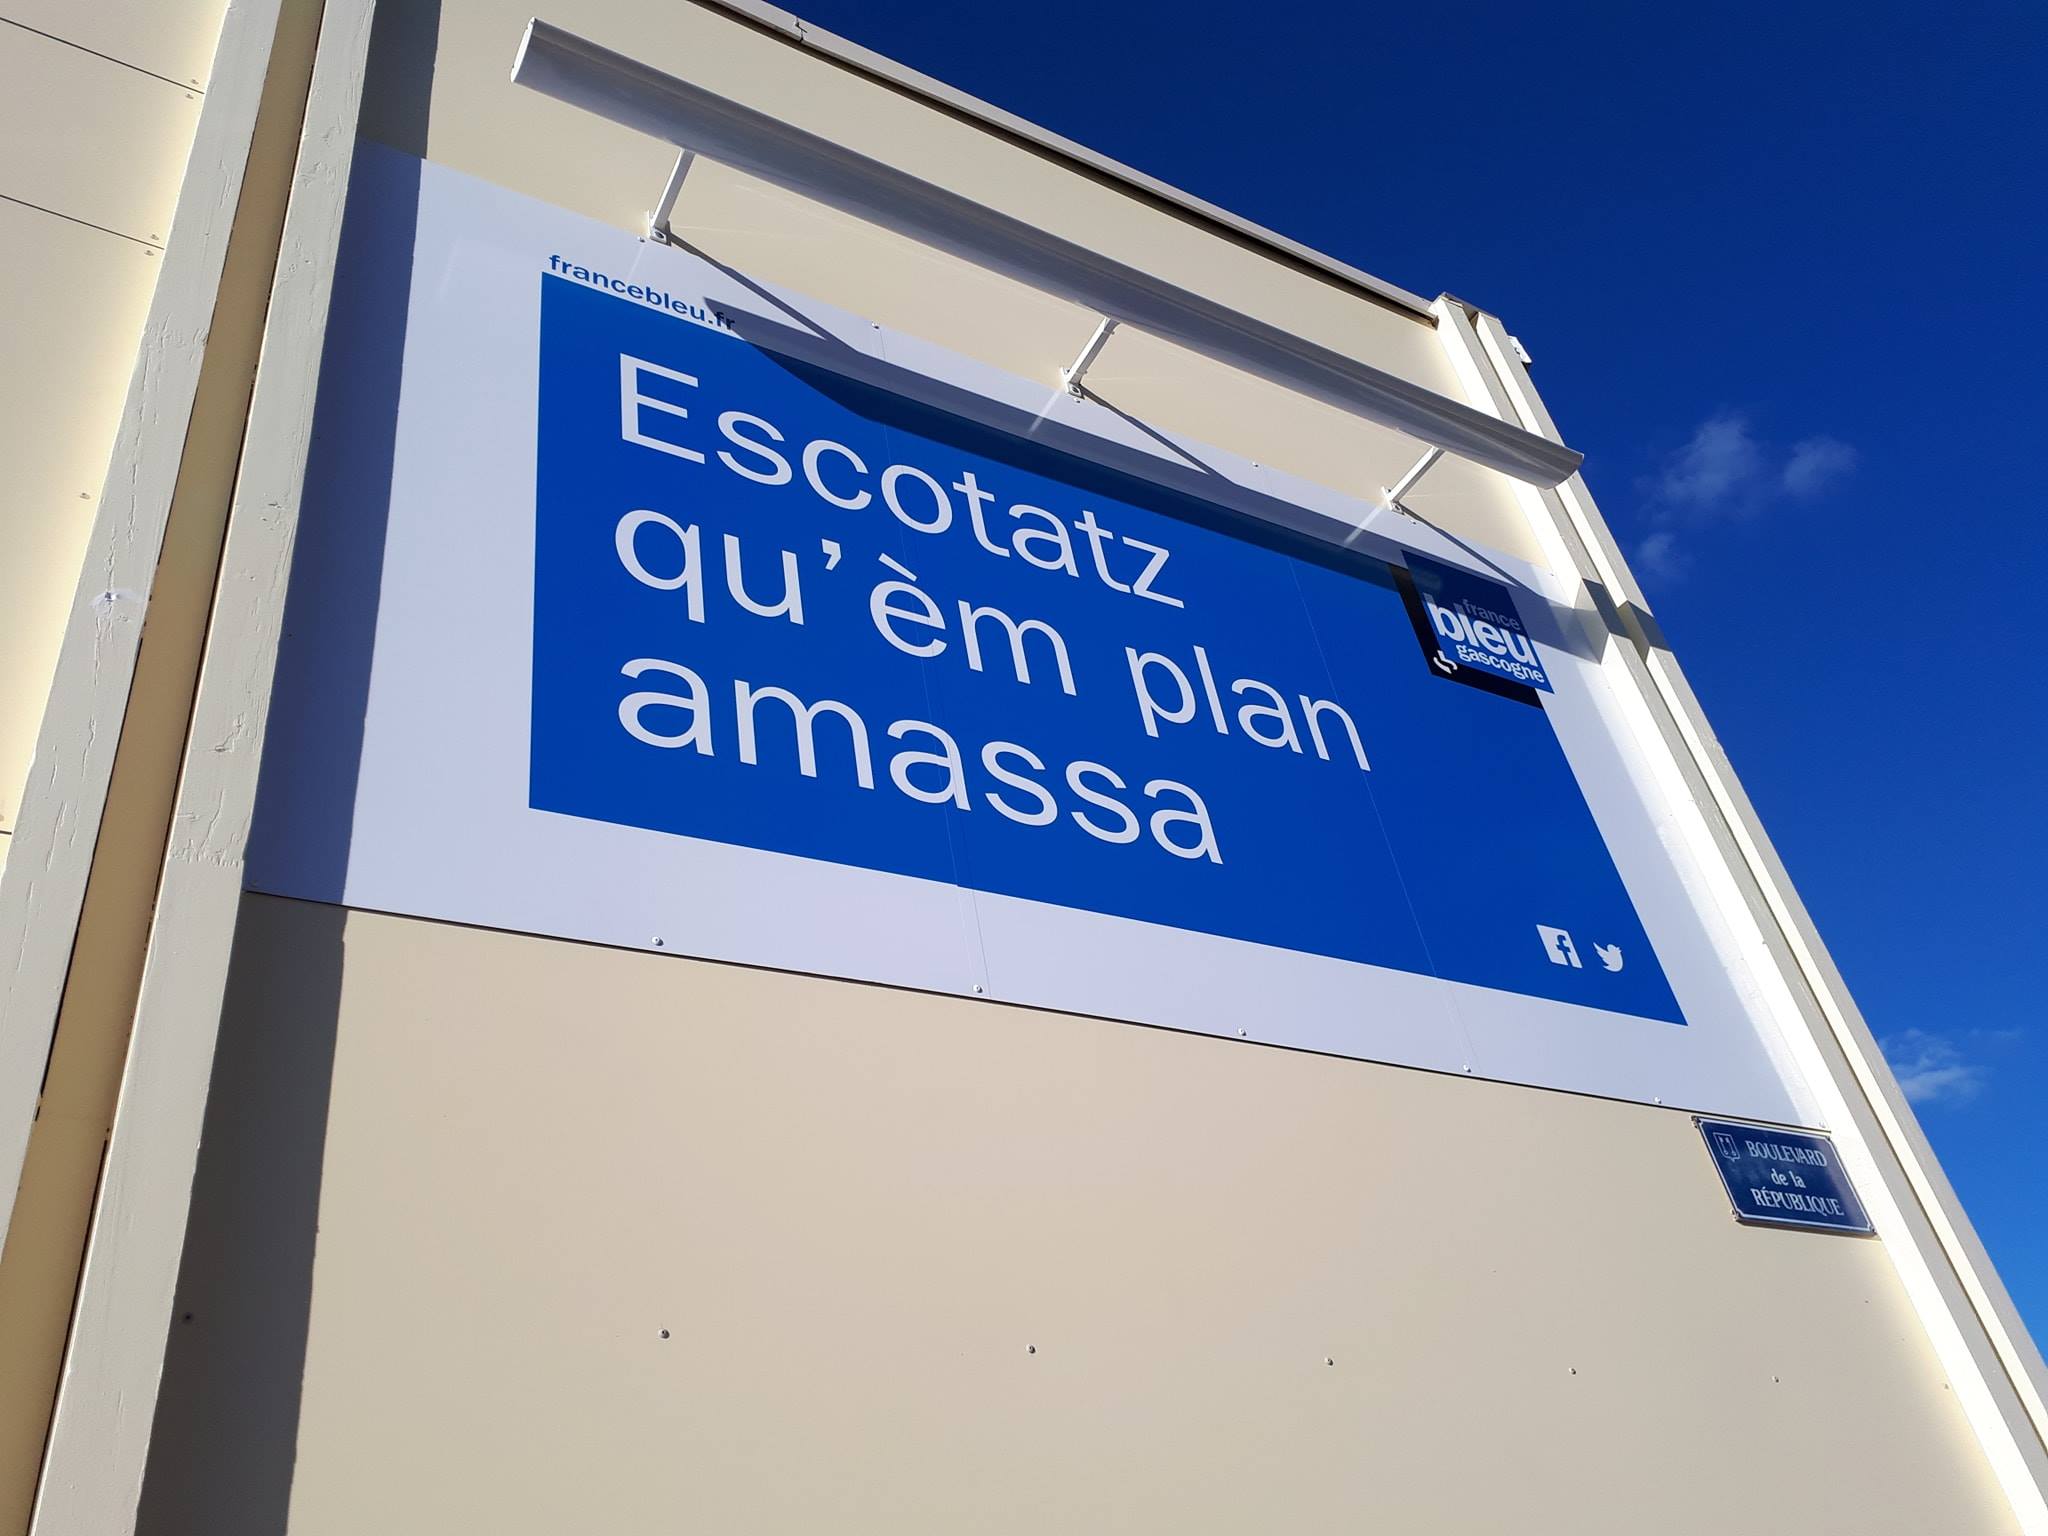 francebleu.fr
Escotatz
qu'èm plan
amassa
france
bleu
gascogne
BOULEVARD
de la
RÉPUBLIQUE